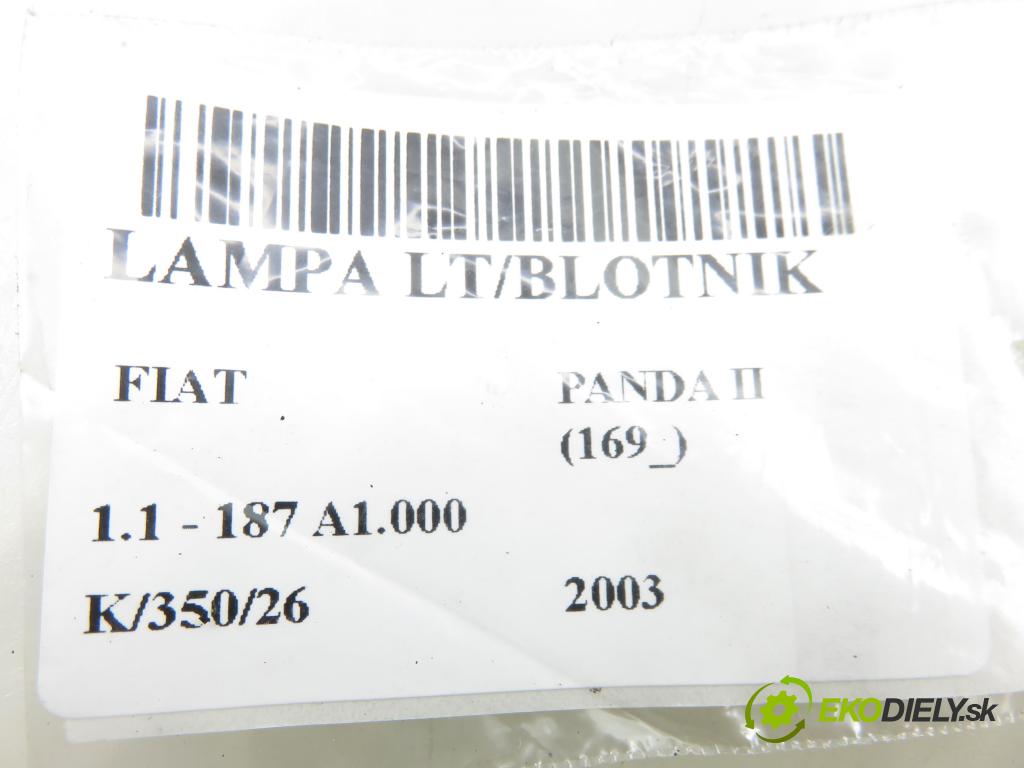 LAMPA LT/BLOTNIK
FIAT PANDA II
(169_)
1.1 - 187 A1.000
K/350/26 2003
EKODIELY.sk